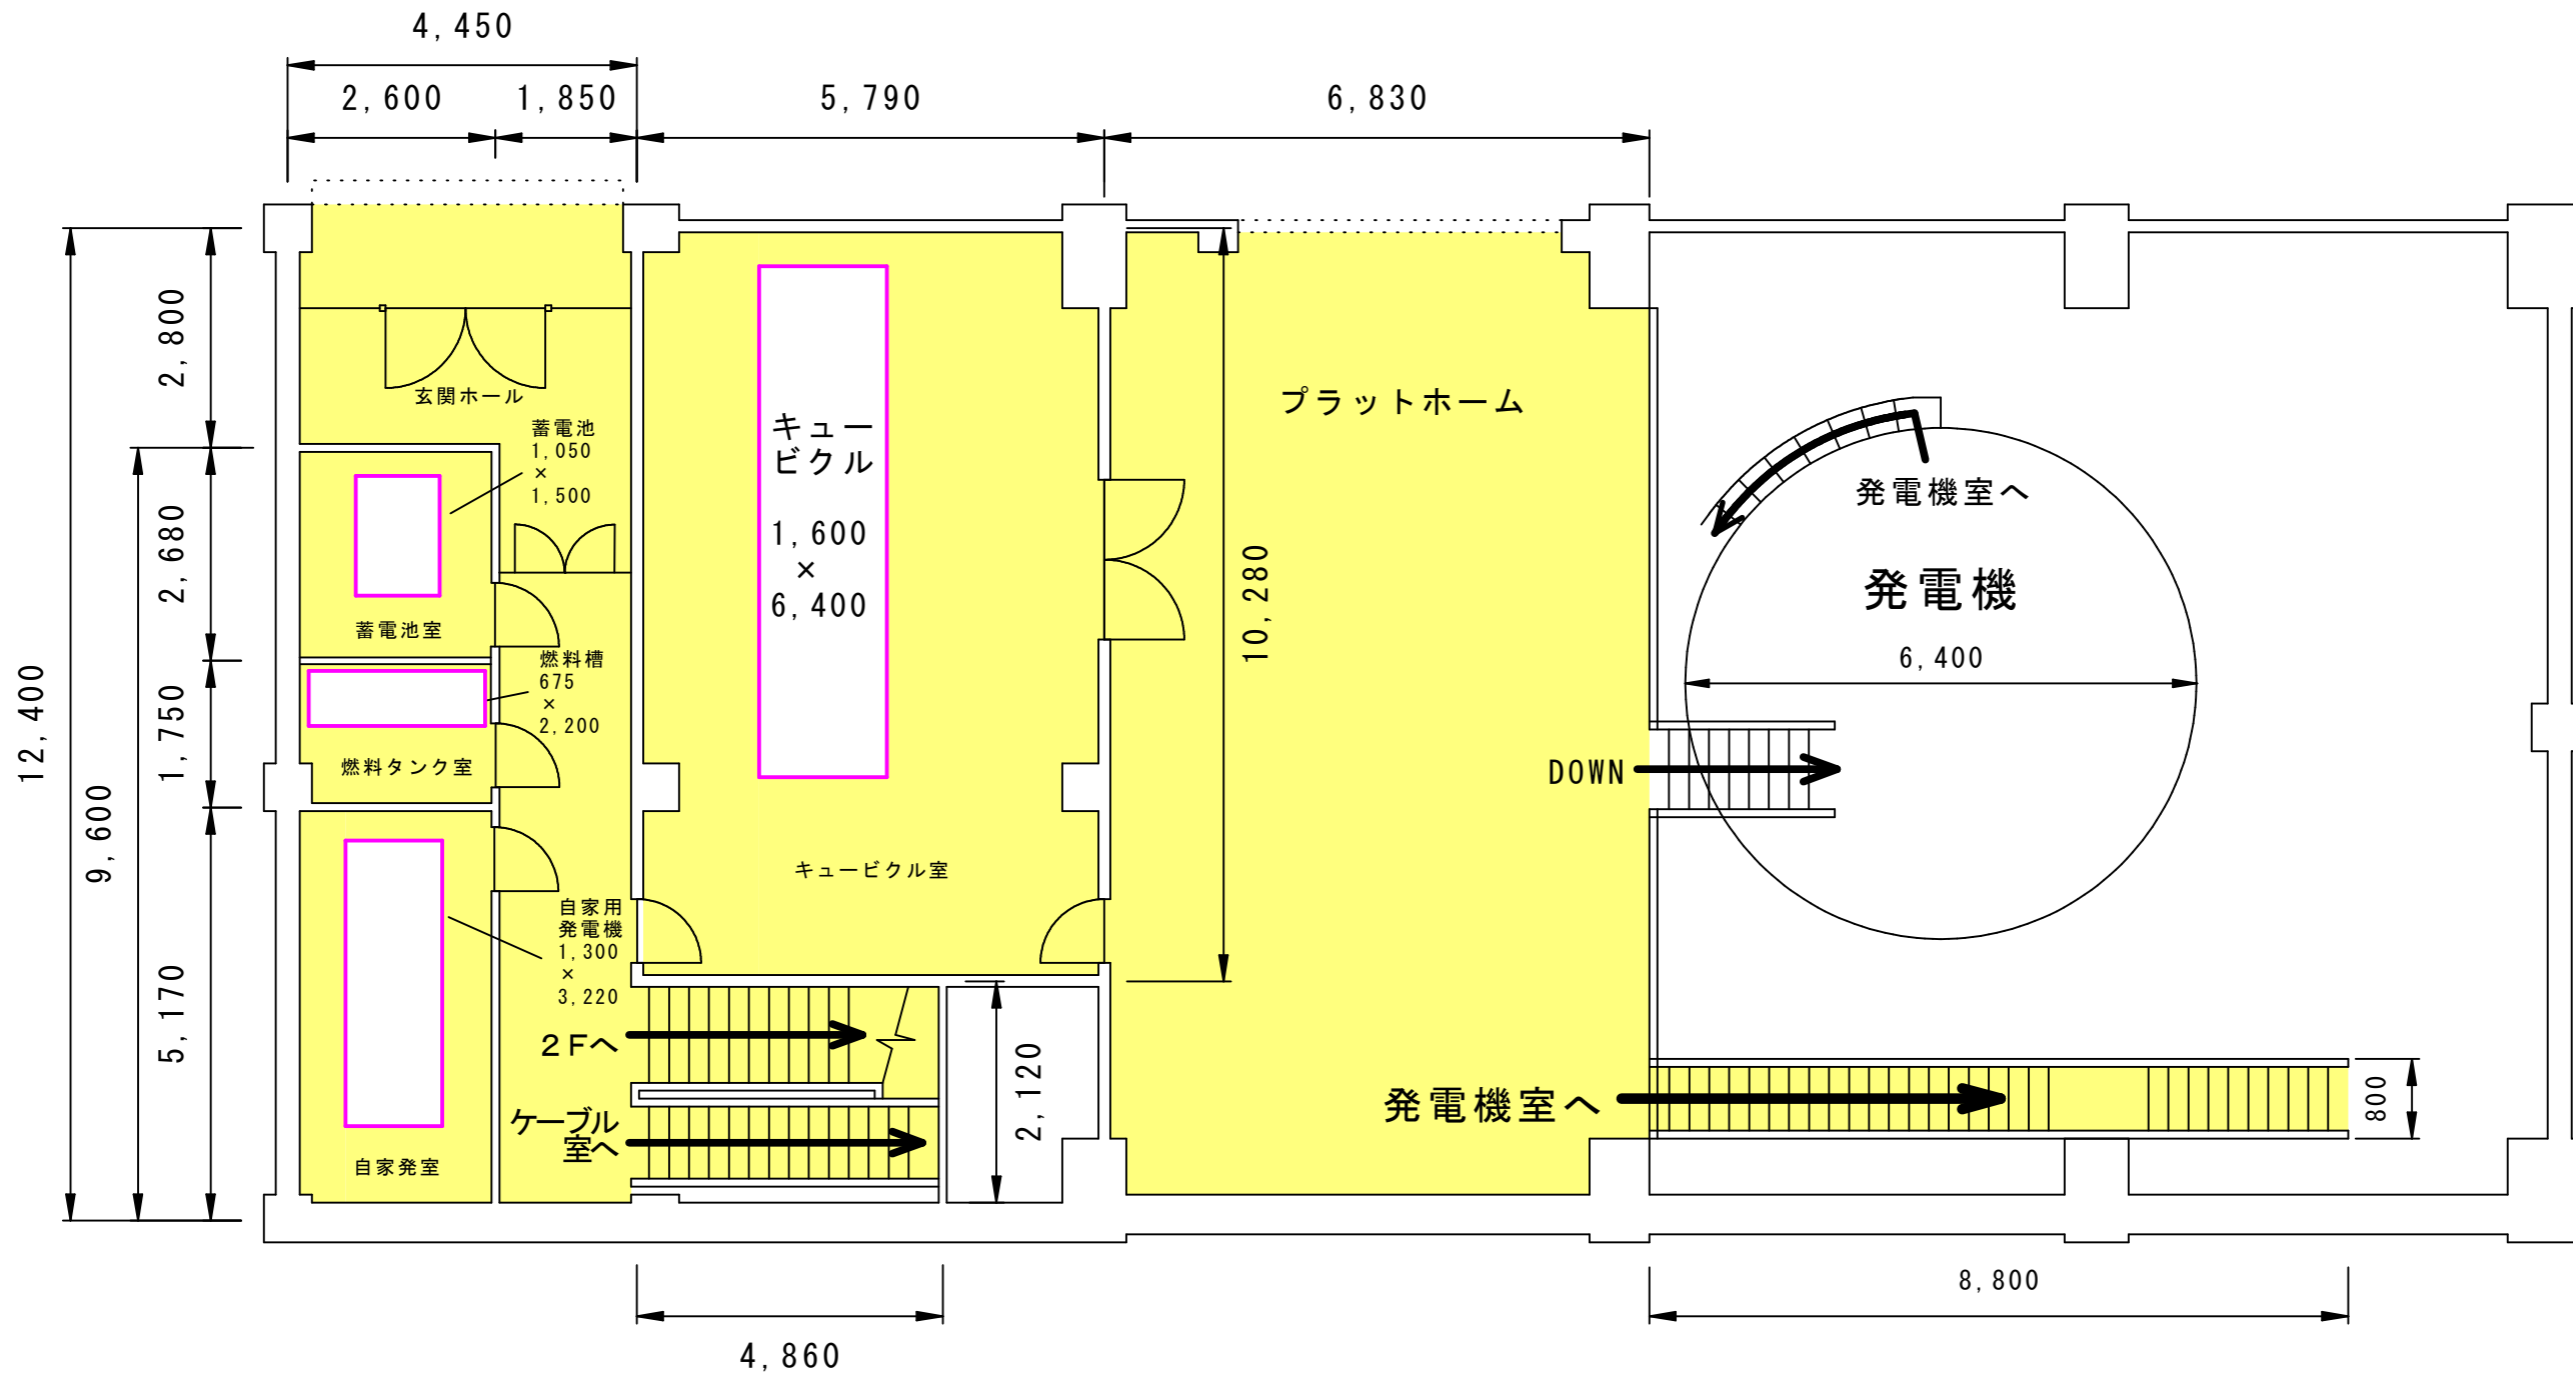 4,450
2,600
1,850
5,790
6,830
12,400
9,600
2,800
2,680
1,750
5,170
玄関ホール
蓄電池
1,050
×
1,500
蓄電池室
燃料槽
675
×
2,200
燃料タンク室
自家用
発電機
1,300
×
3,220
自家発室
キュー
ビクル
1,600
×
6,400
キュービクル室
2Fへ
ケーブル
室へ
2,120
4,860
プラットホーム
10,280
DOWN
発電機室へ
発電機室へ
発電機
6,400
800
8,800